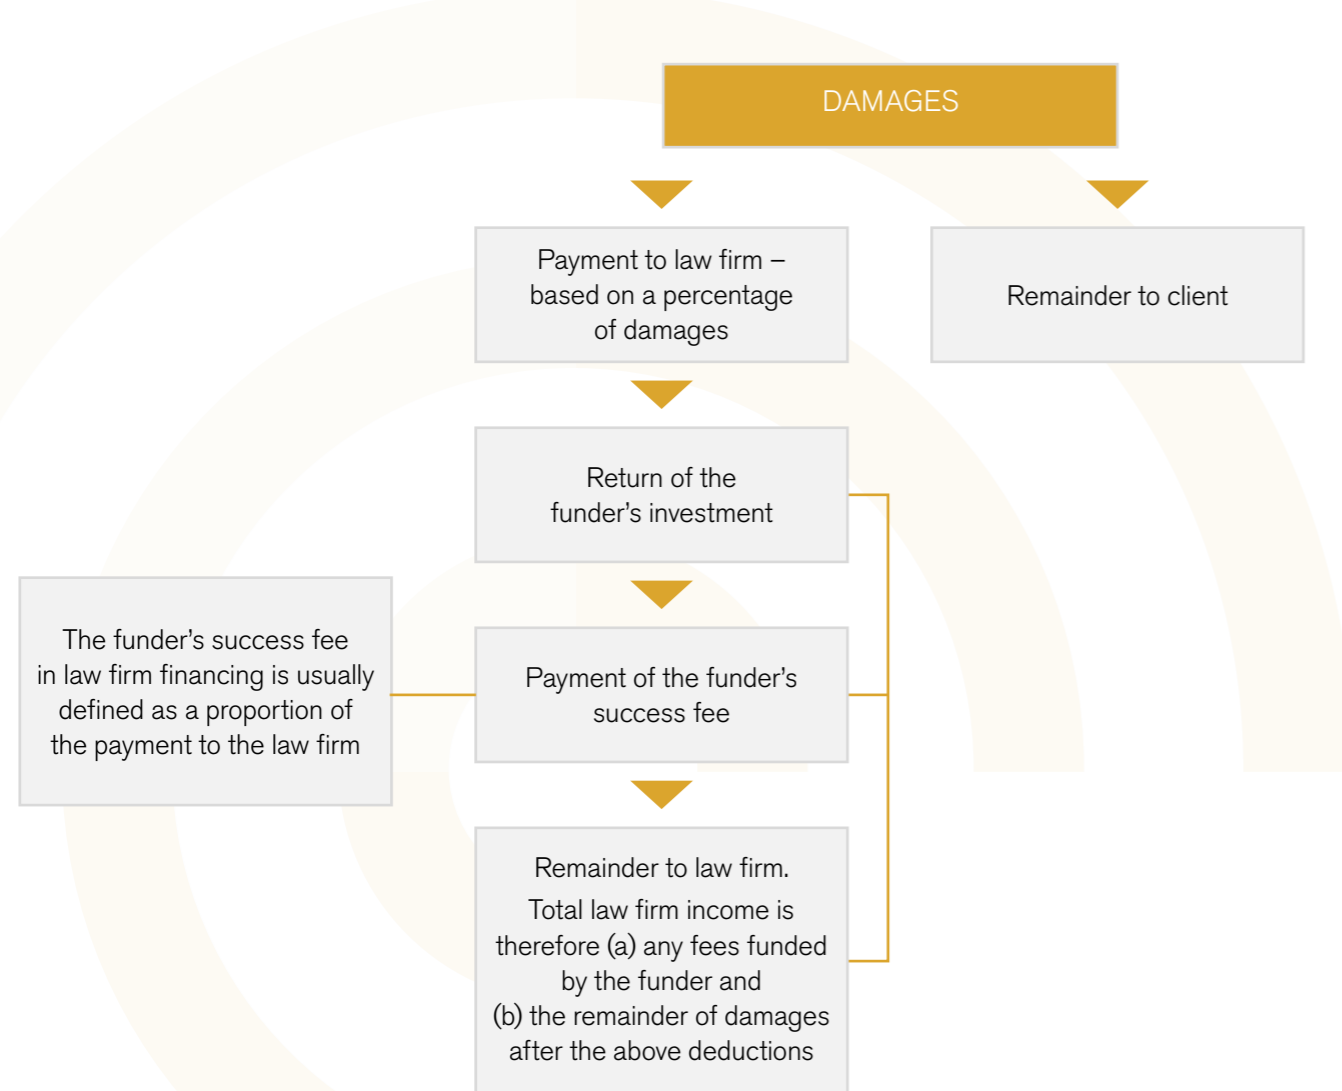 DAMAGES
Payment to law firm –
based on a percentage
of damages
Remainder to client
Return of the
funder’s investment
The funder’s success fee
in law firm financing is usually
defined as a proportion of
the payment to the law firm
Payment of the funder’s
success fee
Remainder to law firm.
Total law firm income is
therefore (a) any fees funded
by the funder and
(b) the remainder of damages
after the above deductions